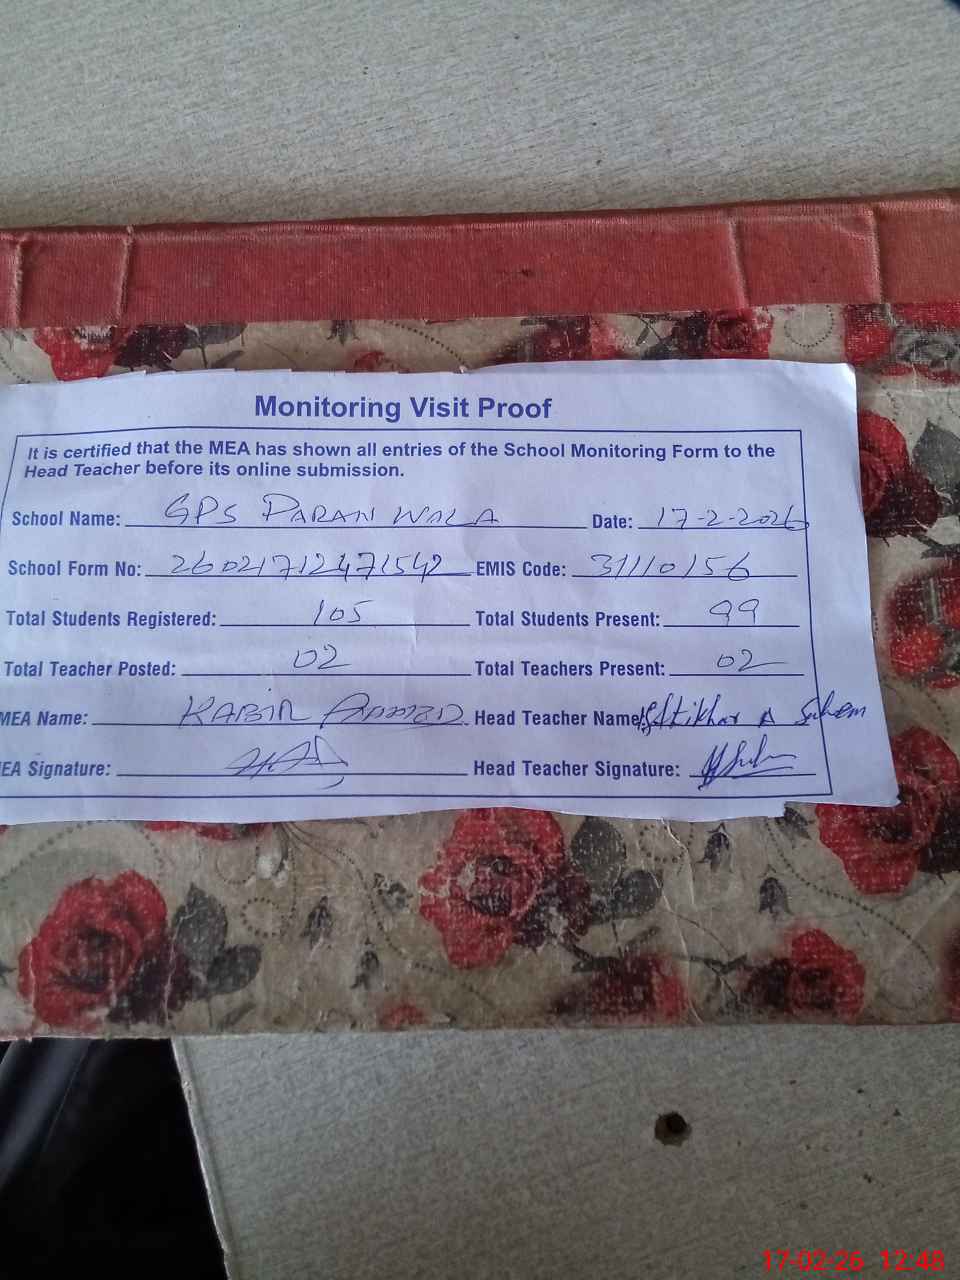 Monitoring Visit Proof
It is certified that the MEA has shown all entries of the School Monitoring Form to the
Head Teacher before its online submission.
School Name: GPS PARAN WALA Date: 17-2-2026
School Form No: 26021712471542 EMIS Code: 31110156
Total Students Registered: 105 Total Students Present: 99
Total Teacher Posted: 02 Total Teachers Present: 02
MEA Name: KABIR AHMED Head Teacher Name: Iftikhar A Saleem
EA Signature: Head Teacher Signature:
17-02-26 12:48